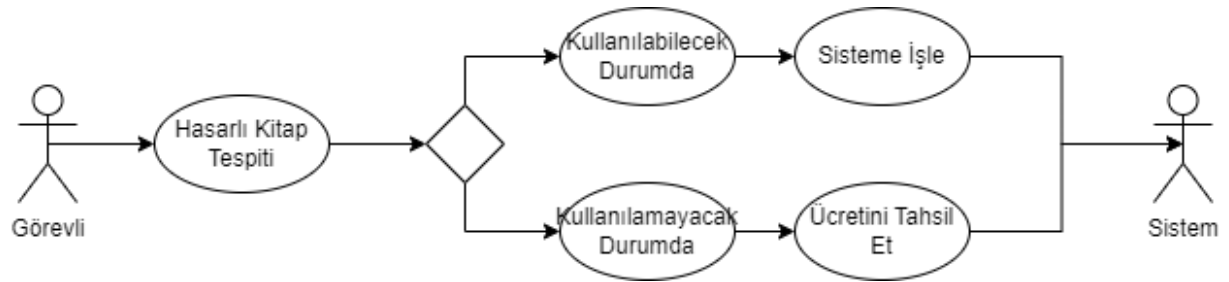 Görevli
Hasarlı Kitap
Tespiti
Kullanılabilecek
Durumda
Sisteme İşle
Kullanılamayacak
Durumda
Ücretini Tahsil
Et
Sistem